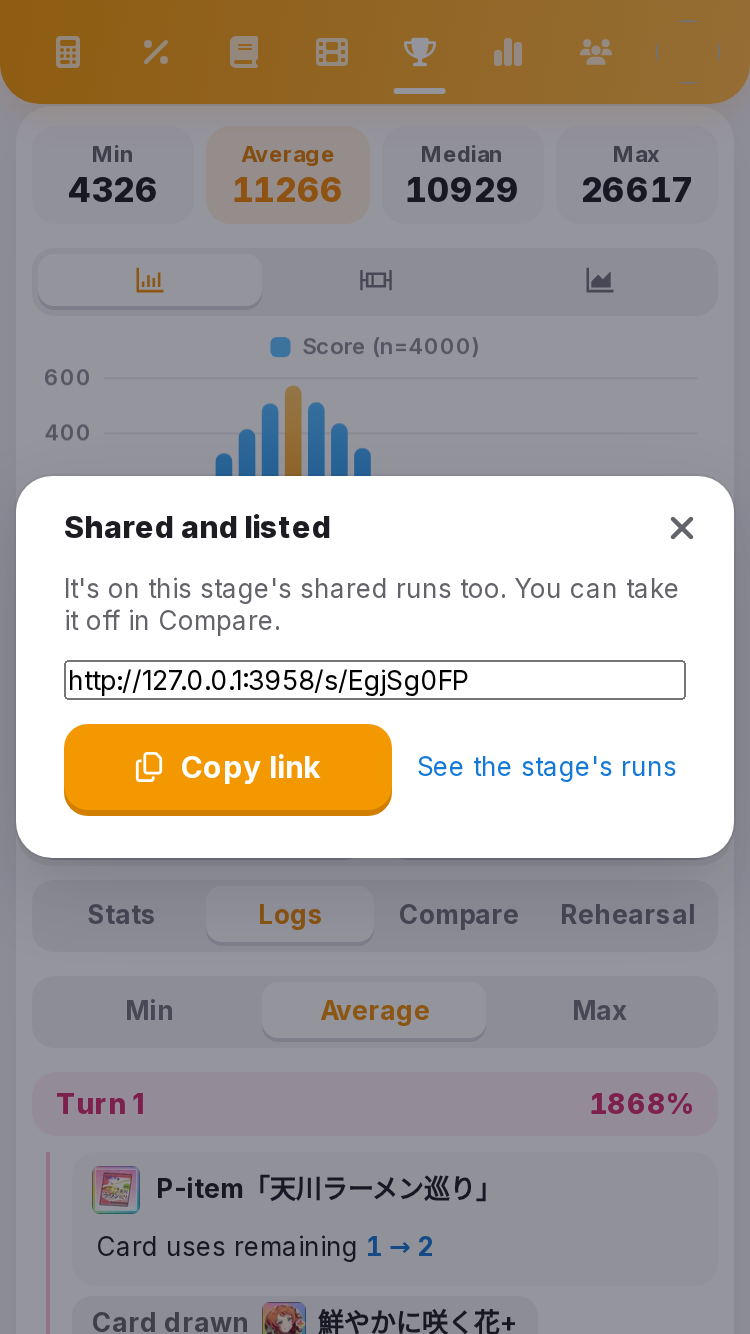 Min
4326
Average
11266
Median
10929
Max
26617
Score (n=4000)
600
400
Shared and listed
It's on this stage's shared runs too. You can take
it off in Compare.
http://127.0.0.1:3958/s/EgjSg0FP
Copy link
See the stage's runs
Stats
Logs
Compare
Rehearsal
Min
Average
Max
Turn 1
1868%
P-item「天川ラーメン巡り」
Card uses remaining 1 → 2
Card drawn 鮮やかに咲く花+